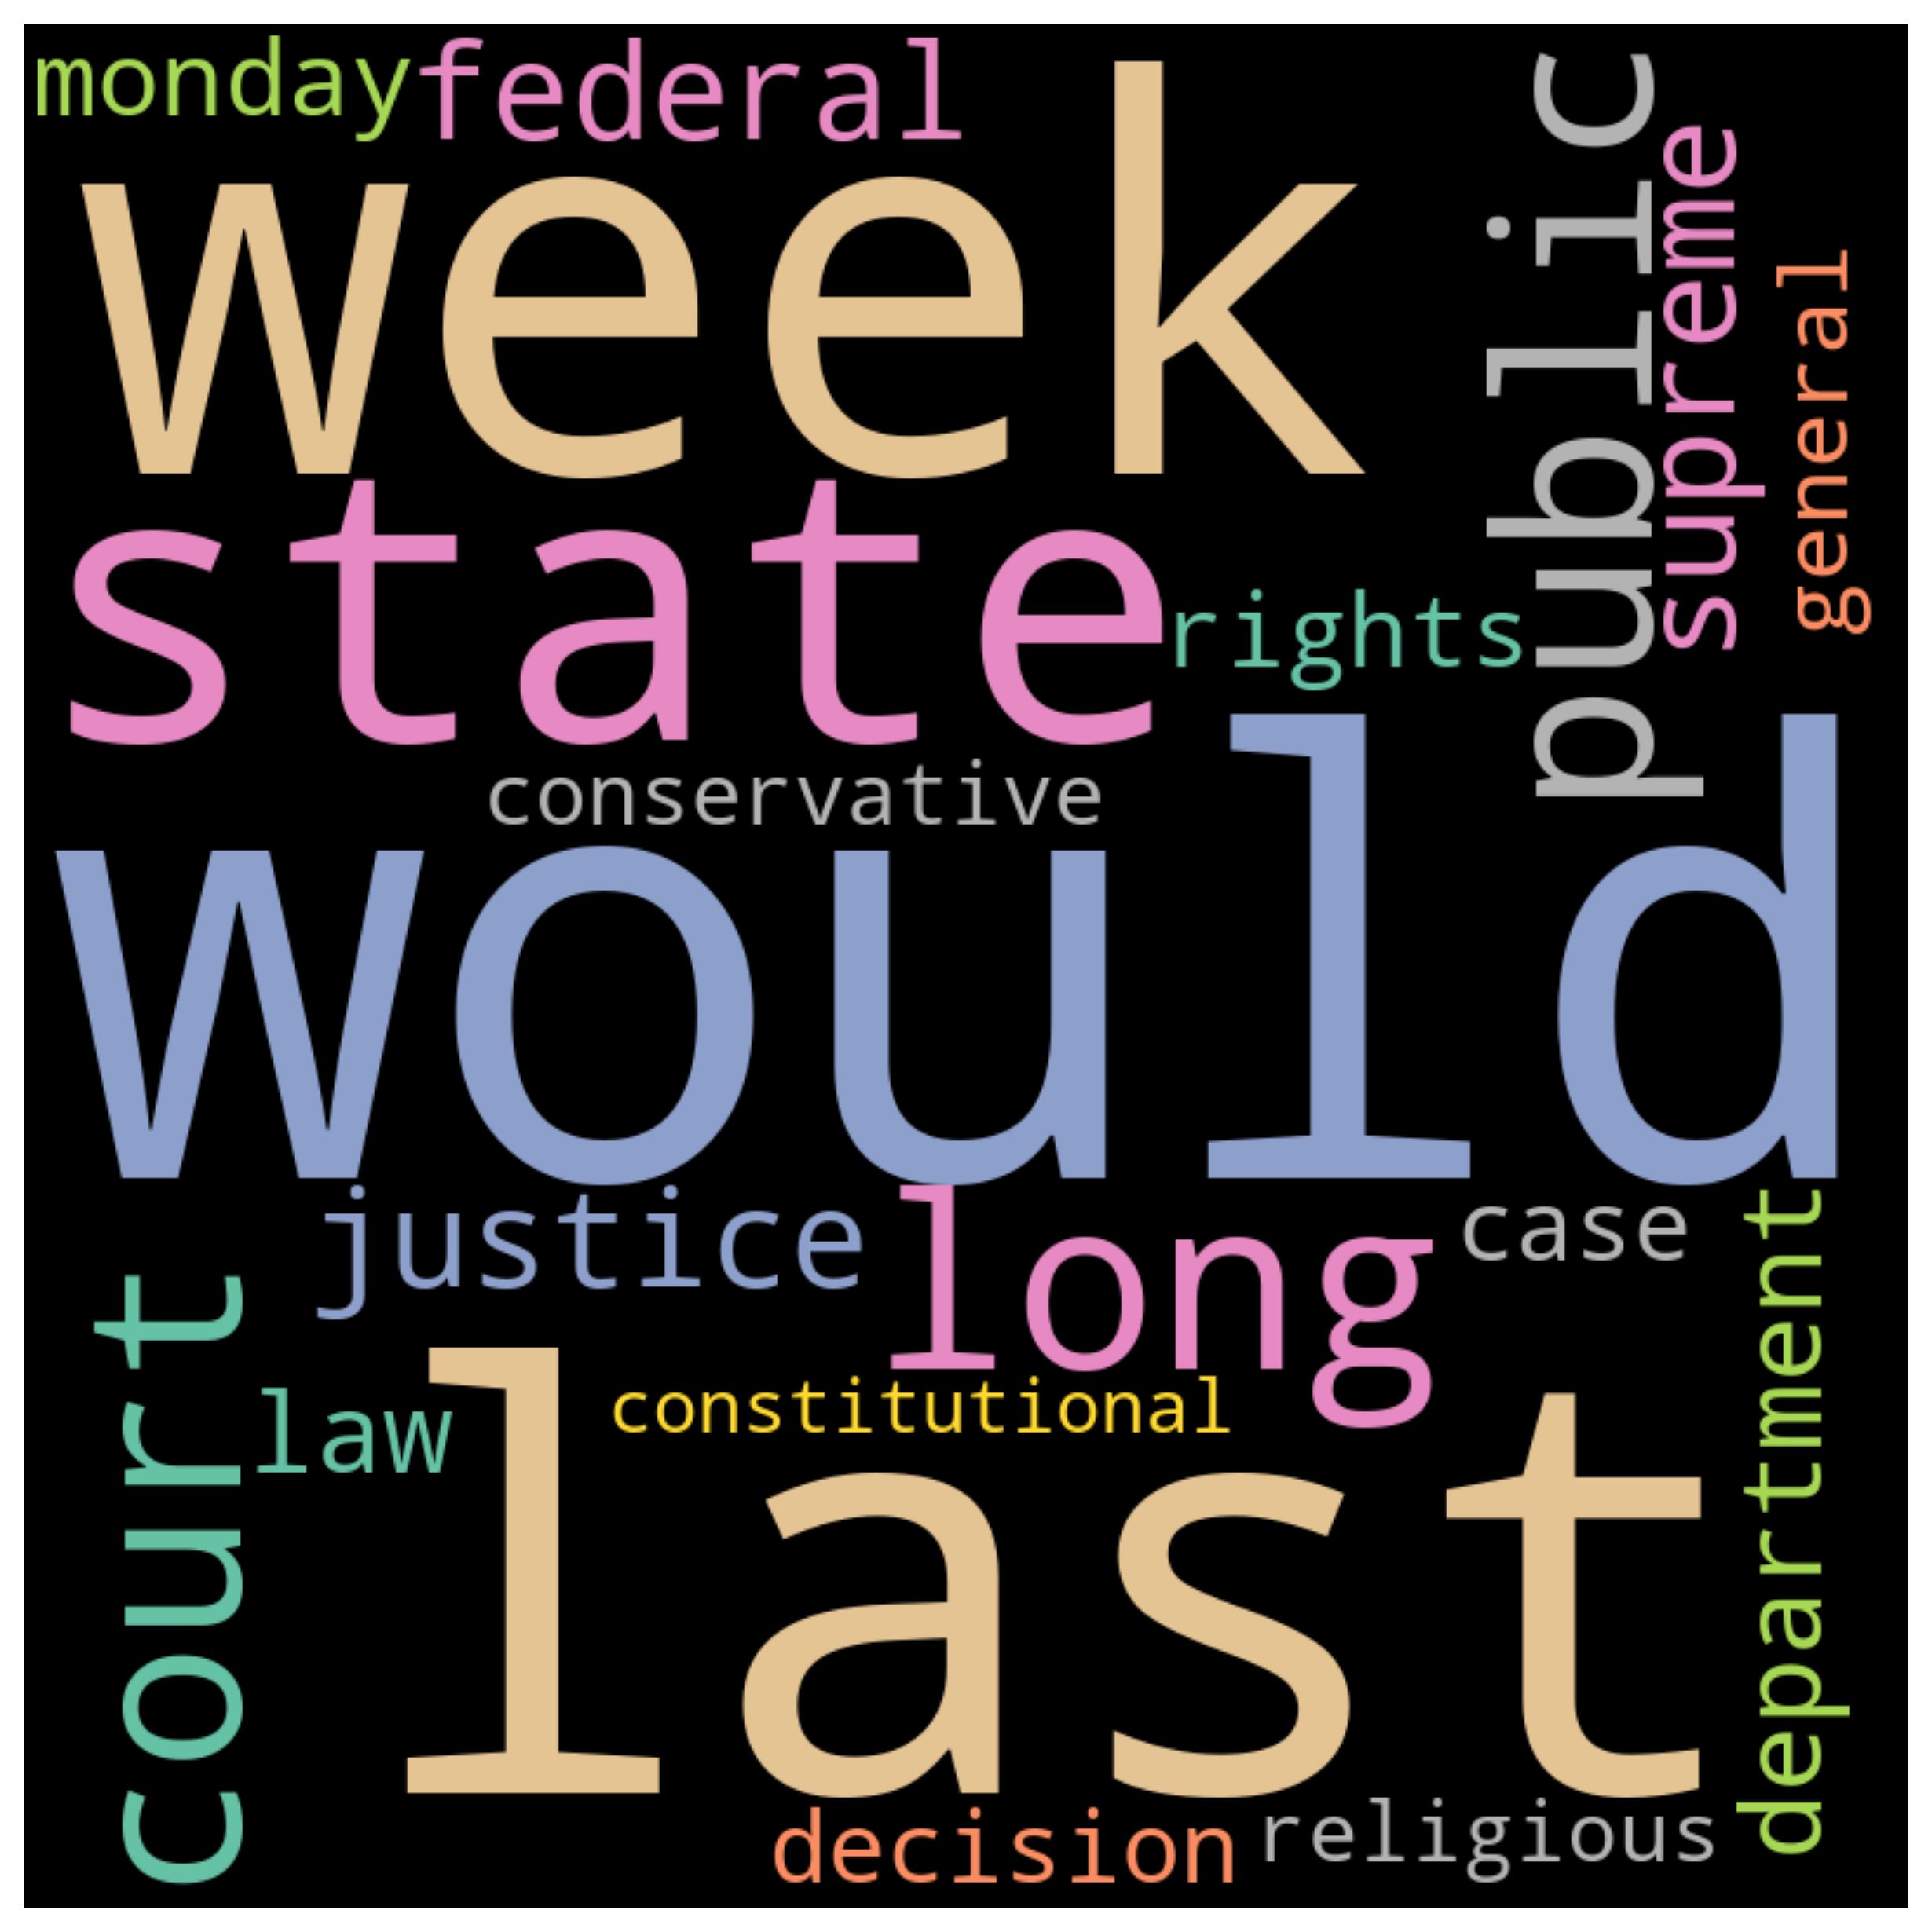 monday
federal
week
public
supreme
general
state
rights
conservative
would
justice
long
case
department
court
law
constitutional
last
decision
religious